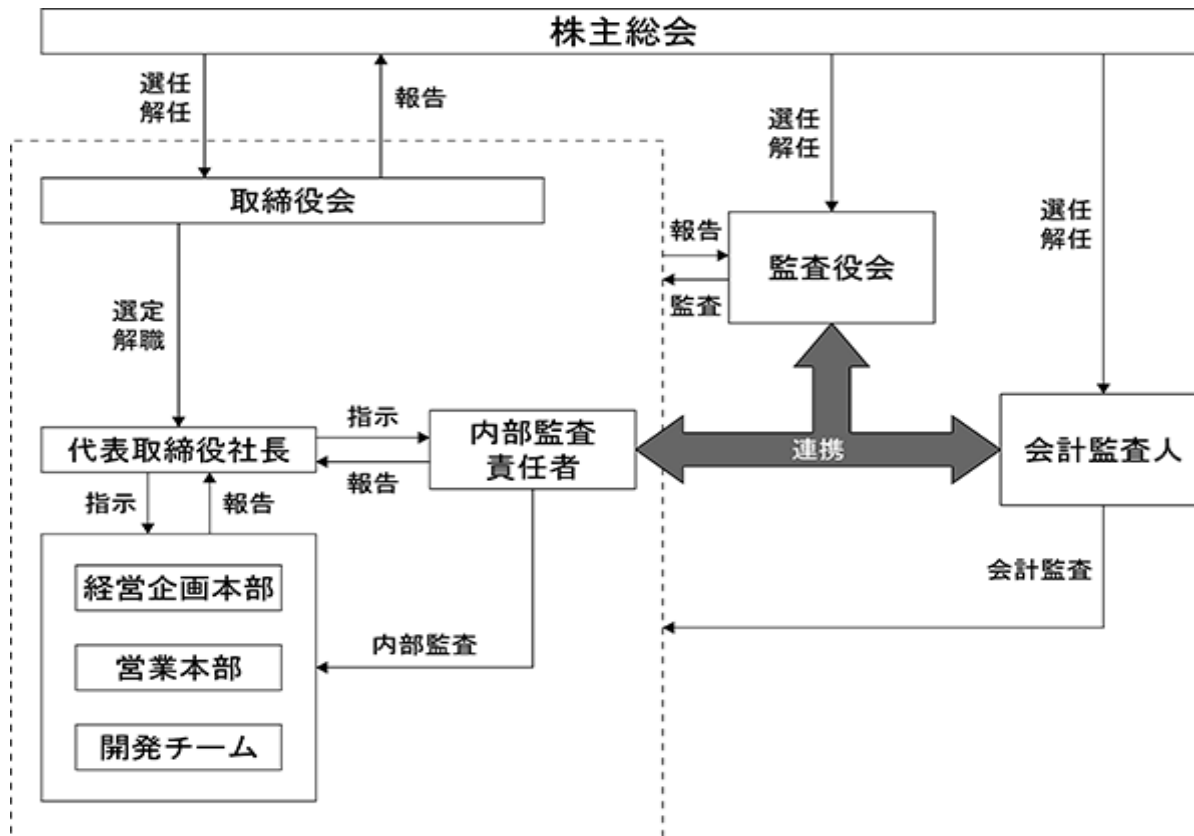 株主総会
選任
解任
報告
選任
解任
選任
解任
取締役会
報告
監査役会
監査
選定
解職
代表取締役社長
指示
報告
内部監査
責任者
連携
会計監査人
指示
報告
経営企画本部
営業本部
開発チーム
内部監査
会計監査